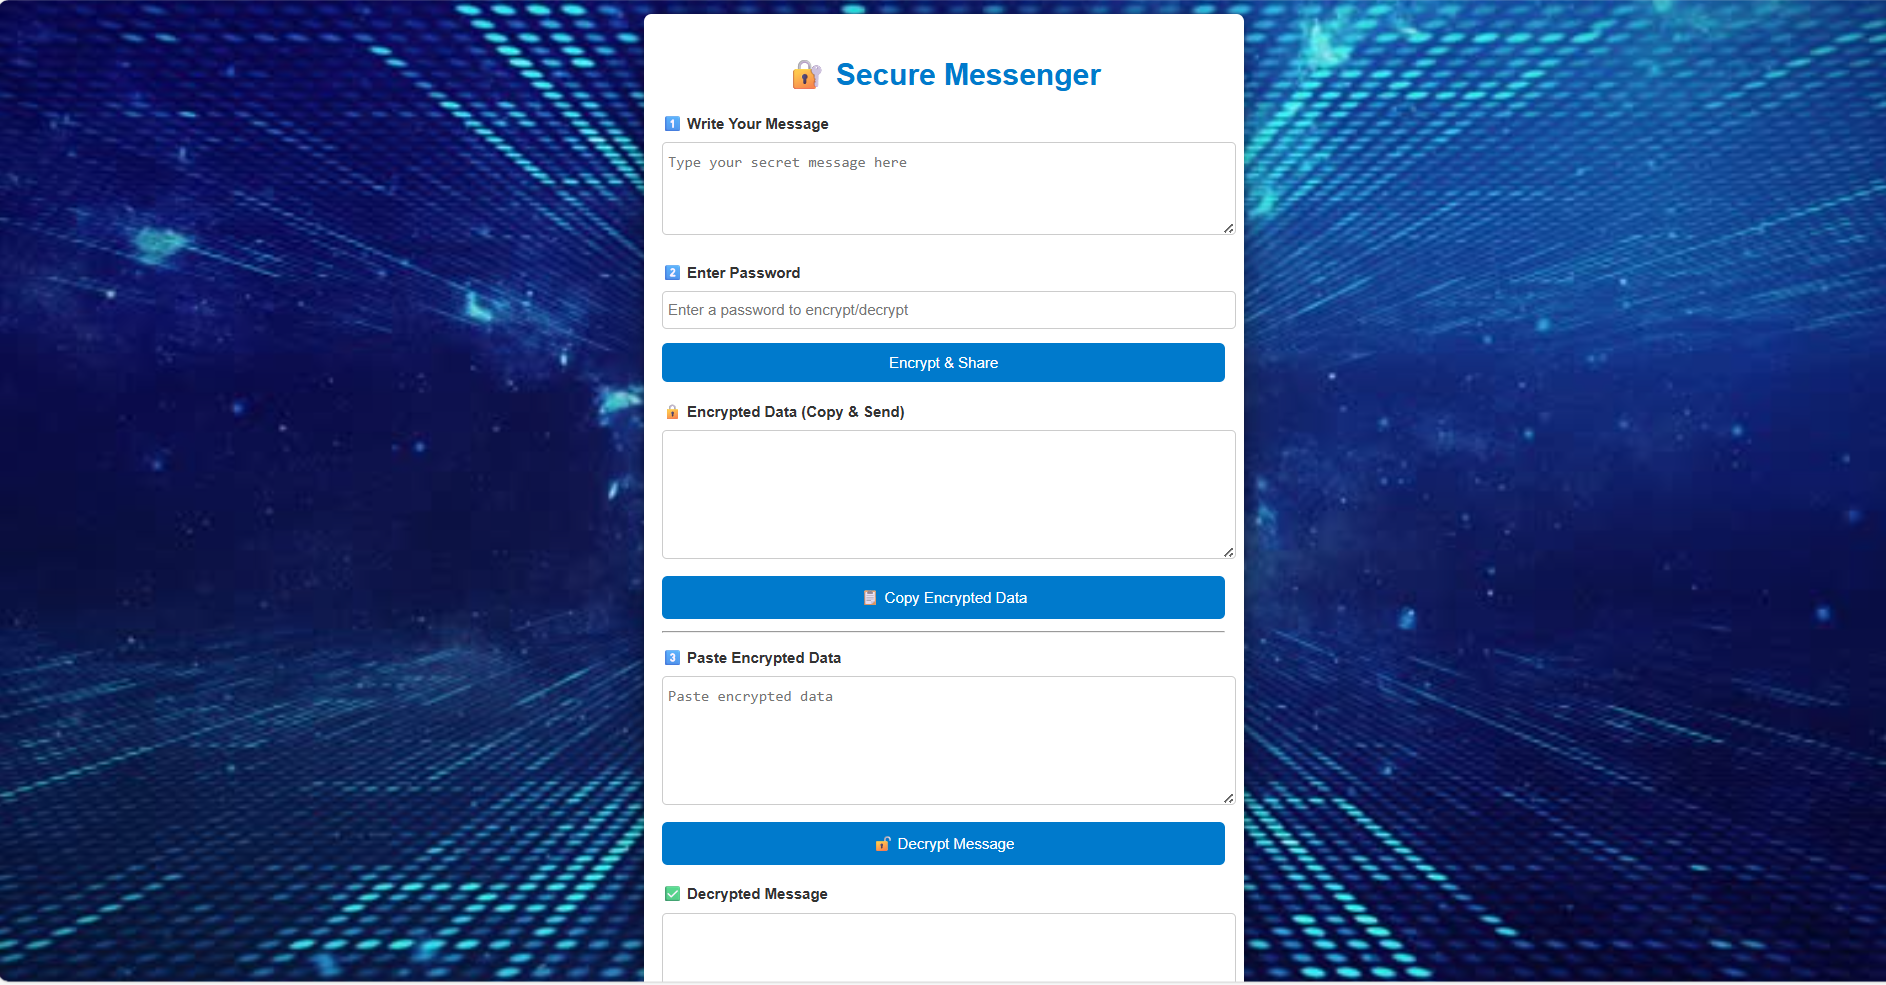 🔐 Secure Messenger
1️⃣ Write Your Message
Type your secret message here
2️⃣ Enter Password
Enter a password to encrypt/decrypt
Encrypt & Share
🔒 Encrypted Data (Copy & Send)
📋 Copy Encrypted Data
3️⃣ Paste Encrypted Data
Paste encrypted data
🔓 Decrypt Message
✅ Decrypted Message